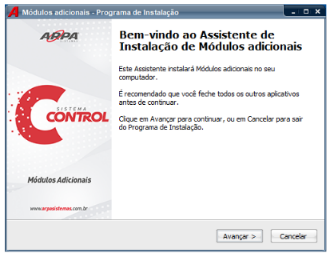 Módulos adicionais - Programa de Instalação
ARPA
SISTEMA
CONTROL
Módulos Adicionais
www.arpasistemas.com.br
Bem-vindo ao Assistente de
Instalação de Módulos adicionais
Este Assistente instalará Módulos adicionais no seu
computador.
É recomendado que você feche todos os outros aplicativos
antes de continuar.
Clique em Avançar para continuar, ou em Cancelar para sair
do Programa de Instalação.
Avançar >
Cancelar